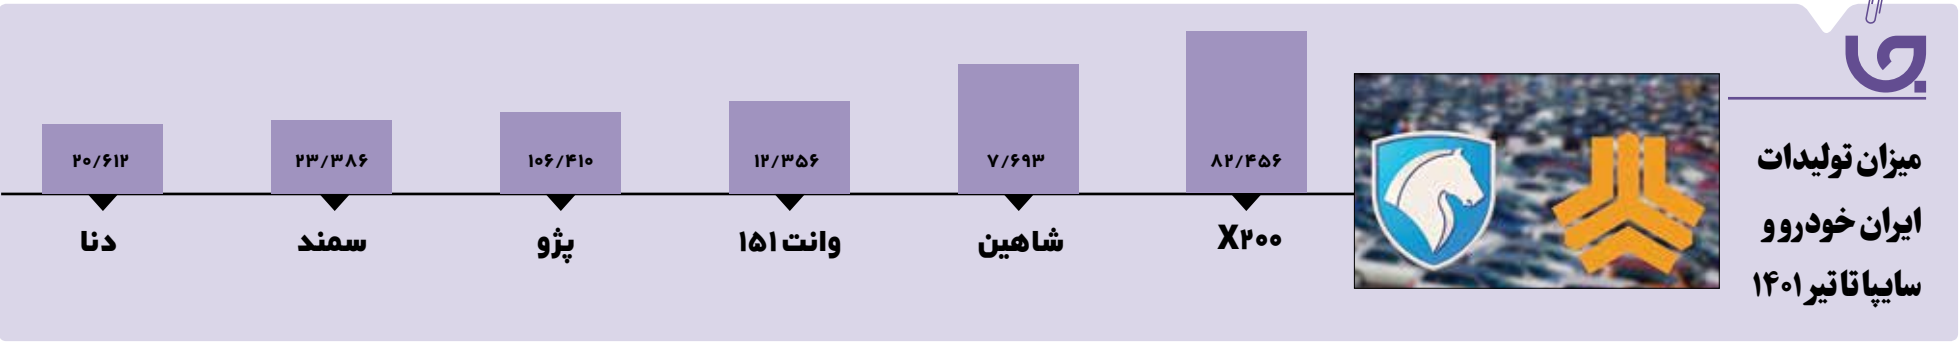 میزان تولیدات
ایران خودرو و
سایپا تا تیر ۱۴۰۱
۸۲/۴۵۶
X۲۰۰
۷/۶۹۳
شاهین
۱۲/۳۵۶
وانت ۱۵۱
۱۰۶/۴۱۰
پژو
۲۳/۳۸۶
سمند
۲۰/۶۱۲
دنا